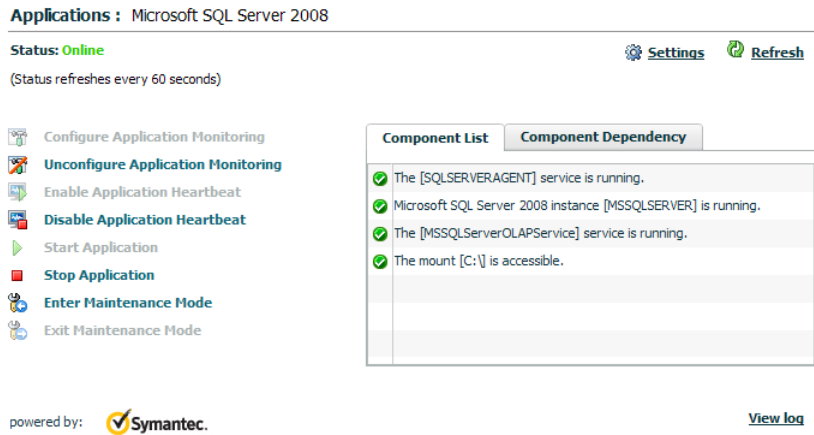 Applications : Microsoft SQL Server 2008
Status: Online
Settings
Refresh
(Status refreshes every 60 seconds)
Configure Application Monitoring
Unconfigure Application Monitoring
Enable Application Heartbeat
Disable Application Heartbeat
Start Application
Stop Application
Enter Maintenance Mode
Exit Maintenance Mode
Component List
Component Dependency
The [SQLSERVERAGENT] service is running.
Microsoft SQL Server 2008 instance [MSSQLSERVER] is running.
The [MSSQLServerOLAPService] service is running.
The mount [C:\] is accessible.
powered by: Symantec.
View log